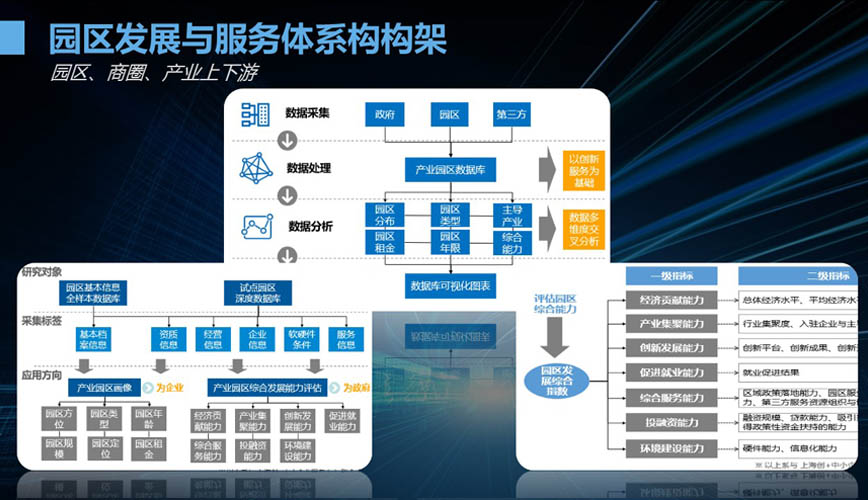 园区发展与服务体系构构架
园区、商圈、产业上下游
数据采集
政府
园区
第三方
数据处理
产业园区数据库
以创新
服务为
基础
数据分析
园区
分布
园区
类型
主导
产业
园区
租金
园区
年限
综合
能力
数据多
维度交
叉分析
数据库可视化图表
研究对象
园区基本信息
全样本数据库
试点园区
深度数据库
采集标签
基本档
案信息
资质
信息
经营
信息
企业
信息
软硬件
条件
服务
信息
应用方向
产业园区画像
为企业
产业园区综合发展能力评估
为政府
园区方
位
园区类
型
园区年
龄
园区规
模
园区定
位
园区租
金
经济贡
献能力
产业集
聚能力
创新发
展能力
促进就
业能力
综合服
务能力
投融资
能力
环境建
设能力
评估园区
综合能力
园区发
展综合
指数
一级指标
二级指标
经济贡献能力
总体经济水平、平均经济水
产业集聚能力
行业集聚度、入驻企业与主
创新发展能力
创新平台、创新成果、创新
促进就业能力
就业促进结果
综合服务能力
区域政策落地能力、园区服
力、第三方服务资源组织与
投融资能力
融资规模、贷款能力、吸引
得政策性资金扶持的能力
环境建设能力
硬件能力、信息化能力
※ 以上系与 上海创+中小企